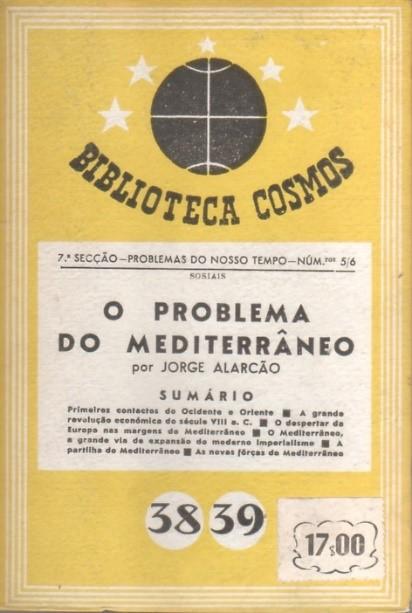 BIBLIOTECA COSMOS
7.ª SECÇÃO—PROBLEMAS DO NOSSO TEMPO—NÚM.ros 5/6
SOSIAIS
O PROBLEMA
DO MEDITERRÂNEO
por JORGE ALARCÃO
SUMÁRIO
Primeiros contactos do Ocidente e Oriente ■ A grande
revolução económica do século VIII a. C. ■ O despertar da
Europa nas margens do Mediterrâneo ■ O Mediterrâneo,
a grande via de expansão do moderno imperialismo ■ A
partilha do Mediterrâneo ■ As novas fôrças do Mediterrâneo
38 39
17$00